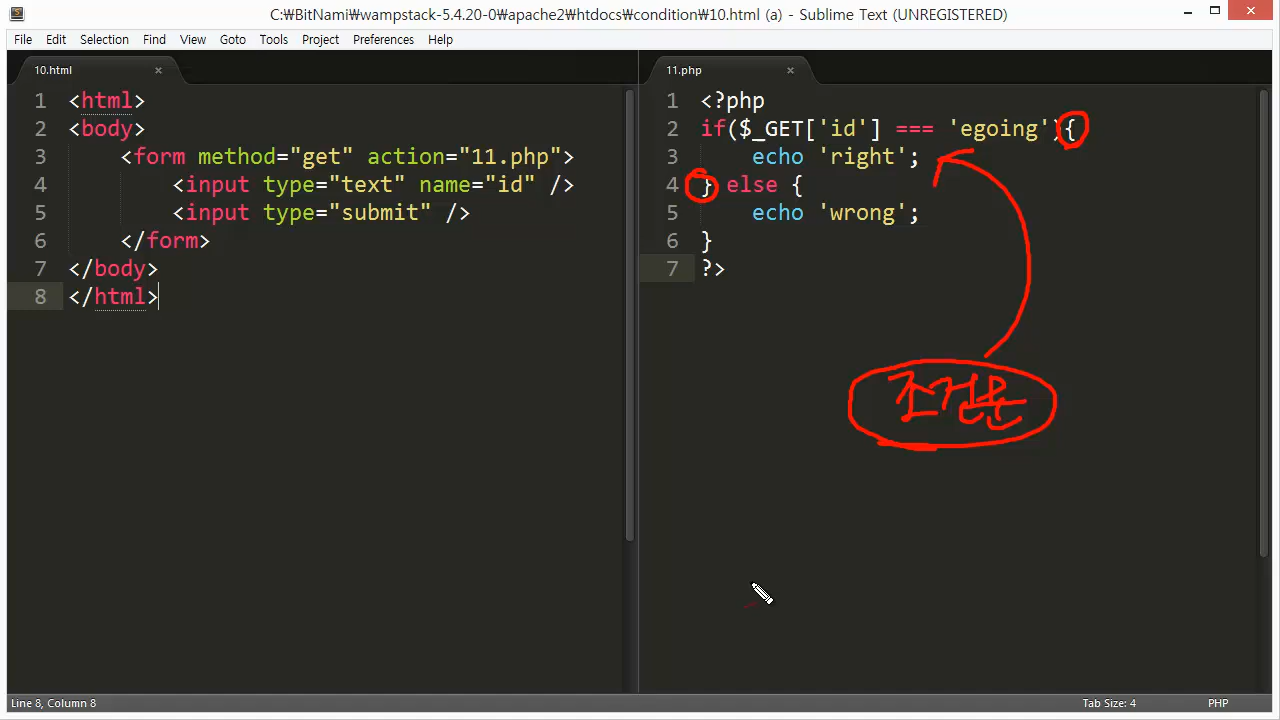 C:₩BitNami₩wampstack-5.4.20-0₩apache2₩htdocs₩condition₩10.html (a) - Sublime Text (UNREGISTERED)
File Edit Selection Find View Goto Tools Project Preferences Help
10.html
1 <html>
2 <body>
3 <form method="get" action="11.php">
4 <input type="text" name="id" />
5 <input type="submit" />
6 </form>
7 </body>
8 </html>
11.php
1 <?php
2 if($_GET['id'] === 'egoing'){
3 echo 'right';
4 } else {
5 echo 'wrong';
6 }
7 ?>
조건문
Line 8, Column 8
Tab Size: 4
PHP